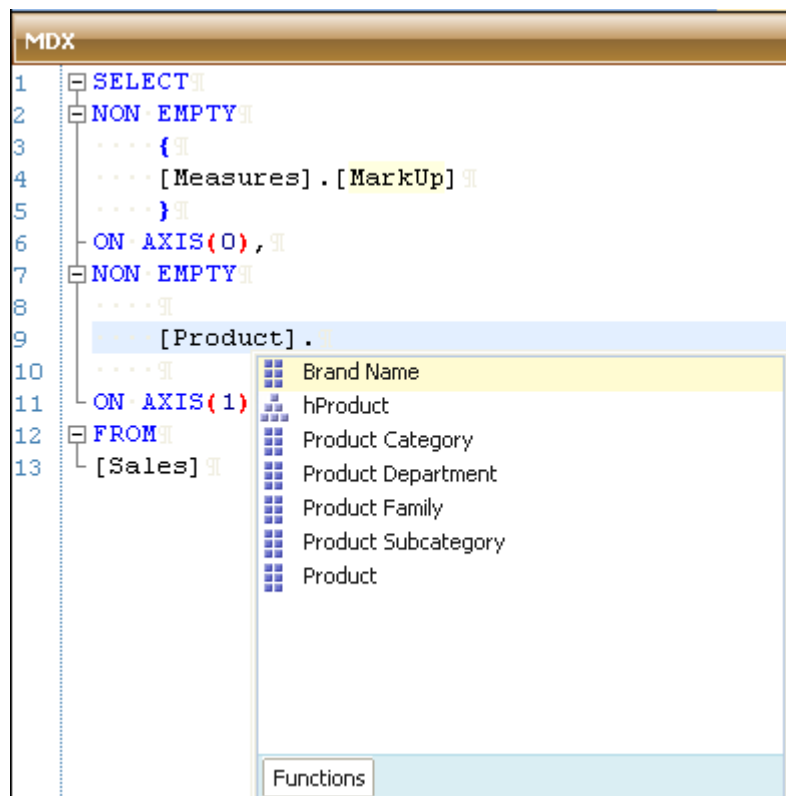 MDX
1 SELECT¶
2 NON EMPTY¶
3 {¶
4 [Measures].[MarkUp]¶
5 }¶
6 ON AXIS(0),¶
7 NON EMPTY¶
8 ¶
9 [Product].¶
10 ¶
11 ON AXIS(1)
12 FROM¶
13 [Sales]¶
Brand Name
hProduct
Product Category
Product Department
Product Family
Product Subcategory
Product
Functions